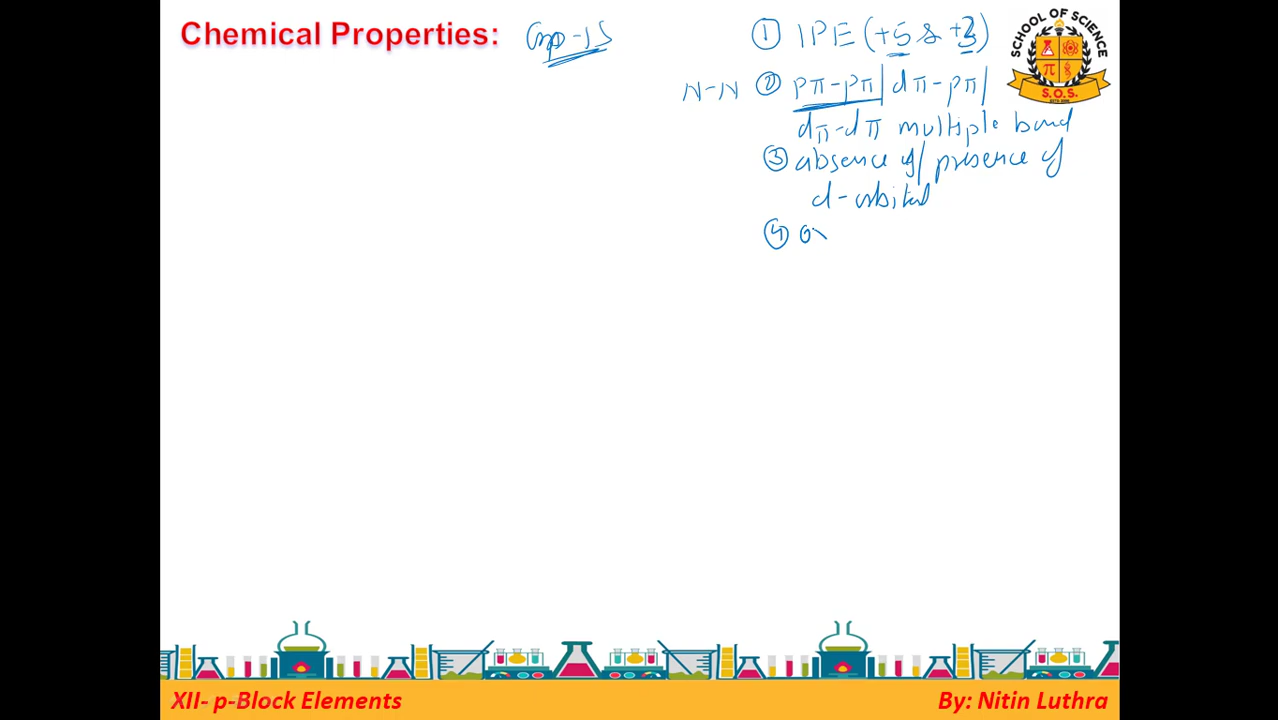 Chemical Properties: Grp-15
① IPE (+5 & +3)
N-N ② pπ-pπ| dπ-pπ|
dπ-dπ multiple bond
③ absence of/presence of
d-orbital
④
SCHOOL OF SCIENCE
S.O.S.
XII- p-Block Elements
By: Nitin Luthra